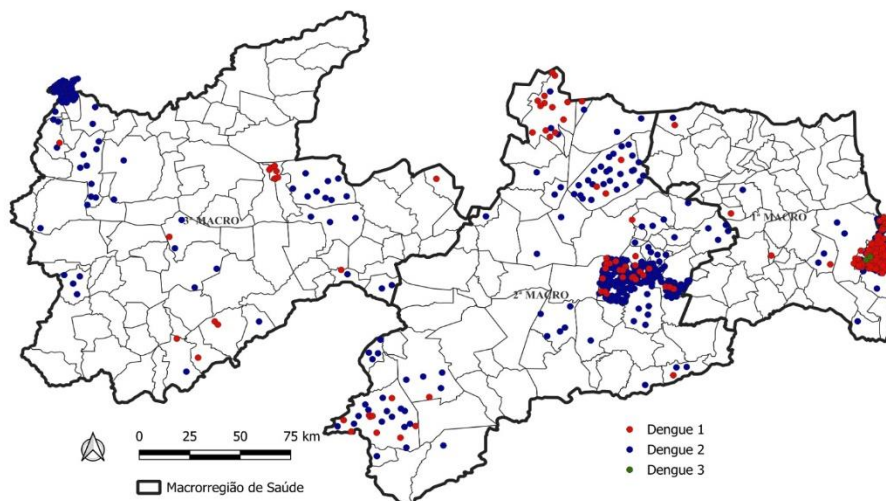 3ª MACRO
1ª MACRO
2ª MACRO
0 25 50 75 km
Macrorregião de Saúde
Dengue 1
Dengue 2
Dengue 3